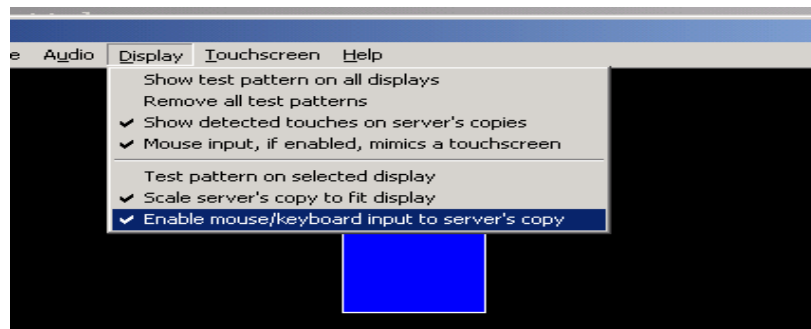 Audio Display Touchscreen Help
Show test pattern on all displays
Remove all test patterns
Show detected touches on server's copies
Mouse input, if enabled, mimics a touchscreen
Test pattern on selected display
Scale server's copy to fit display
Enable mouse/keyboard input to server's copy